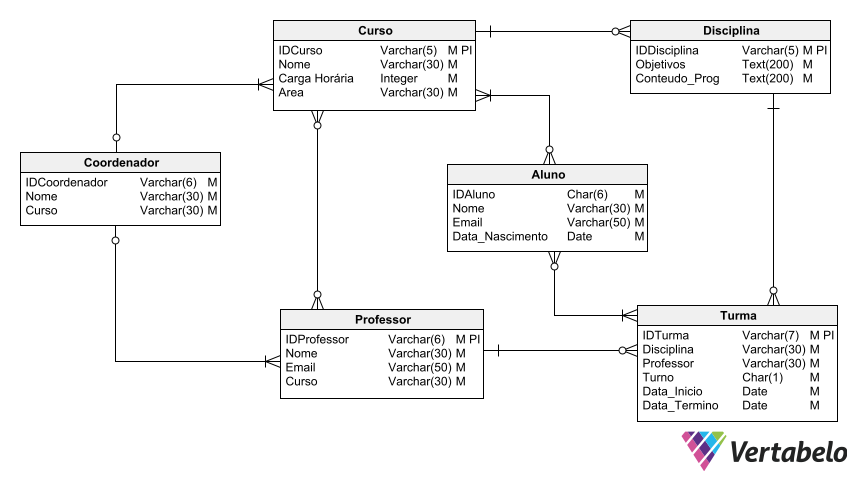 Curso
IDCurso Varchar(5) M PI
Nome Varchar(30) M
Carga Horária Integer M
Area Varchar(30) M
Disciplina
IDDisciplina Varchar(5) M PI
Objetivos Text(200) M
Conteudo_Prog Text(200) M
Coordenador
IDCoordenador Varchar(6) M
Nome Varchar(30) M
Curso Varchar(30) M
Aluno
IDAluno Char(6) M
Nome Varchar(30) M
Email Varchar(50) M
Data_Nascimento Date M
Professor
IDProfessor Varchar(6) M PI
Nome Varchar(30) M
Email Varchar(50) M
Curso Varchar(30) M
Turma
IDTurma Varchar(7) M PI
Disciplina Varchar(30) M
Professor Varchar(30) M
Turno Char(1) M
Data_Inicio Date M
Data_Termino Date M
Vertabelo